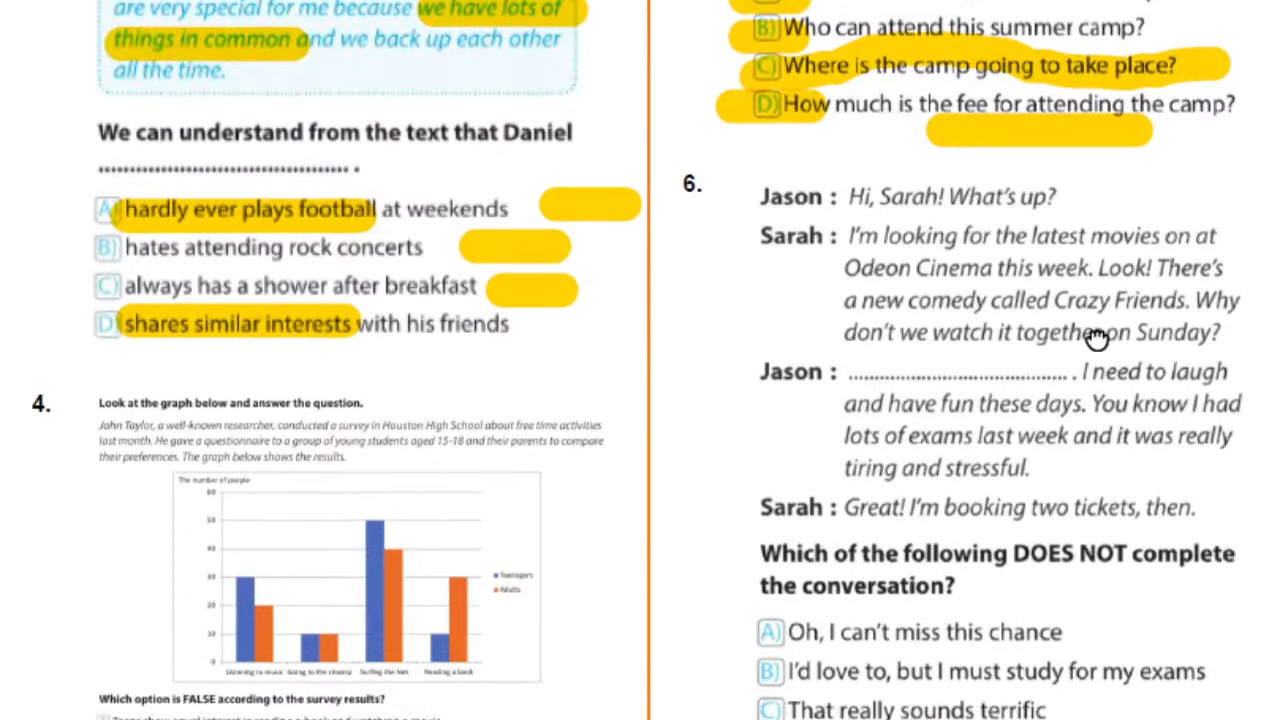 are very special for me because we have lots of
things in common and we back up each other
all the time.
We can understand from the text that Daniel
.......................................... .
A) hardly ever plays football at weekends
B) hates attending rock concerts
C) always has a shower after breakfast
D) shares similar interests with his friends
4.
Look at the graph below and answer the question.
John Taylor, a well-known researcher, conducted a survey in Houston High School about free time activities
last month. He gave a questionnaire to a group of young students aged 15-18 and their parents to compare
their preferences. The graph below shows the results.
The number of people
60
50
40
30
20
10
0
Teenagers
Adults
Listening to music Going to the cinema Surfing the Net Reading a book
Which option is FALSE according to the survey results?
B) Who can attend this summer camp?
C) Where is the camp going to take place?
D) How much is the fee for attending the camp?
6.
Jason : Hi, Sarah! What's up?
Sarah : I'm looking for the latest movies on at
Odeon Cinema this week. Look! There's
a new comedy called Crazy Friends. Why
don't we watch it together on Sunday?
Jason : ...................................... . I need to laugh
and have fun these days. You know I had
lots of exams last week and it was really
tiring and stressful.
Sarah : Great! I'm booking two tickets, then.
Which of the following DOES NOT complete
the conversation?
A) Oh, I can't miss this chance
B) I'd love to, but I must study for my exams
C) That really sounds terrific